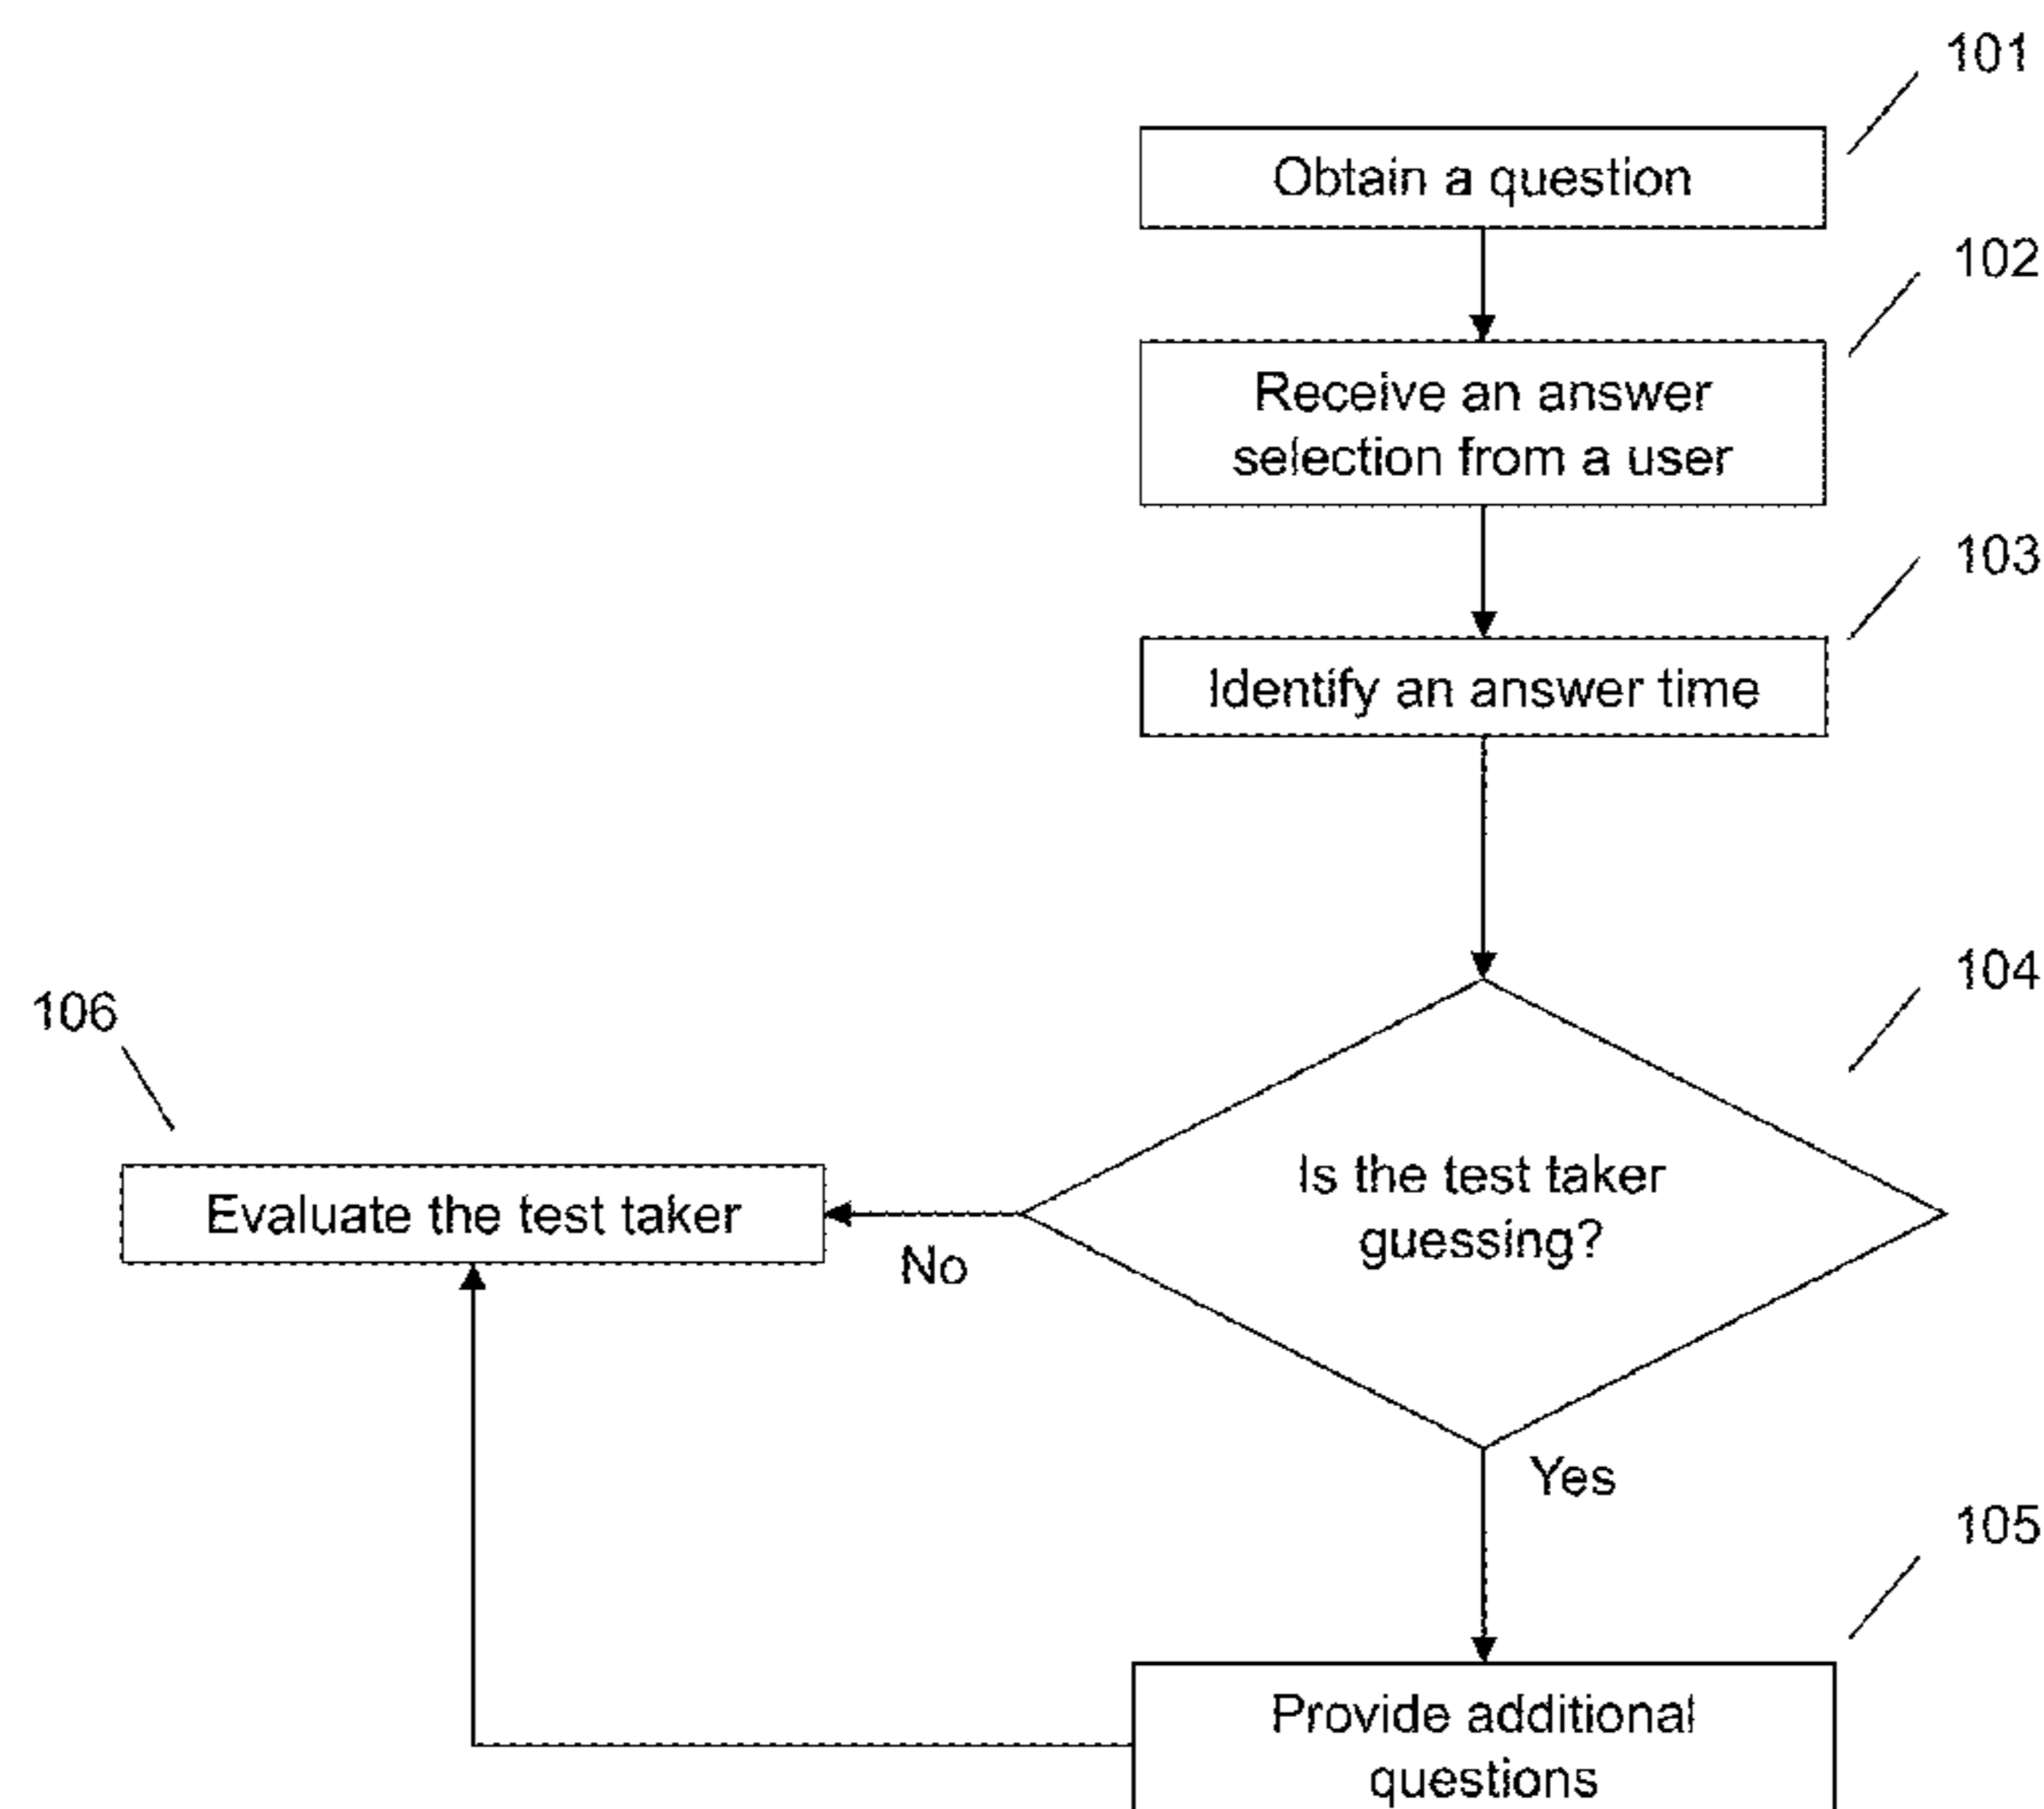 101
Obtain a question
102
Receive an answer
selection from a user
103
Identify an answer time
104
106
Is the test taker
guessing?
Evaluate the test taker
No
Yes
105
Provide additional
questions